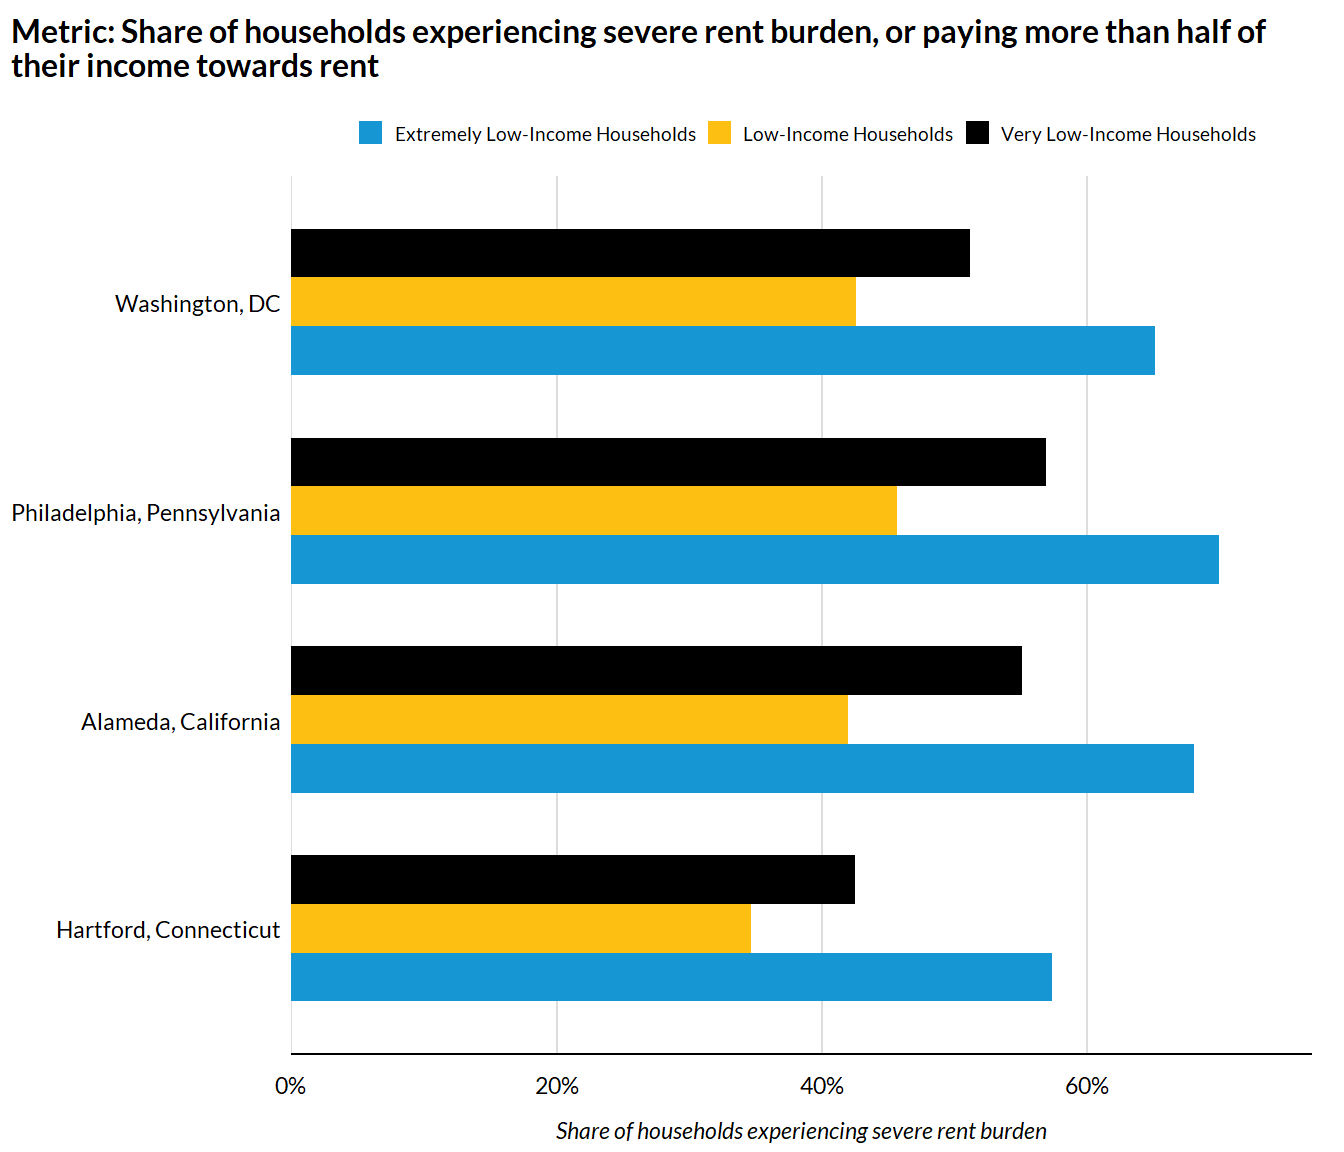 Metric: Share of households experiencing severe rent burden, or paying more than half of
their income towards rent
Extremely Low-Income Households Low-Income Households Very Low-Income Households
Washington, DC
Philadelphia, Pennsylvania
Alameda, California
Hartford, Connecticut
0% 20% 40% 60%
Share of households experiencing severe rent burden